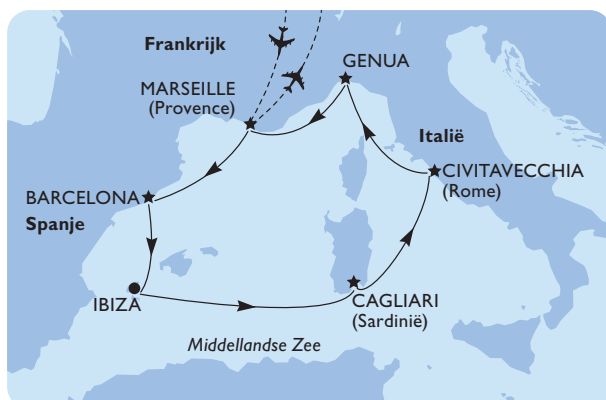 Frankrijk
GENUA
MARSEILLE
(Provence)
Italië
CIVITAVECCHIA
(Rome)
BARCELONA
Spanje
IBIZA
CAGLIARI
(Sardinië)
Middellandse Zee